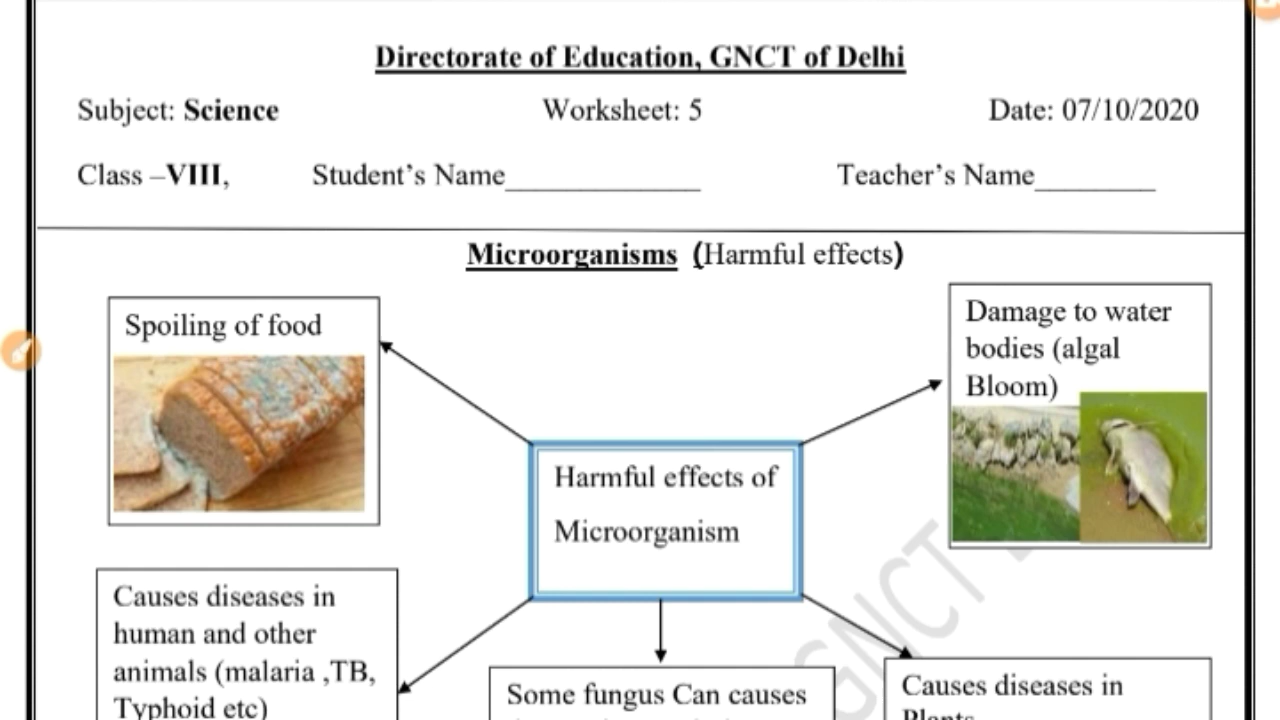 Directorate of Education, GNCT of Delhi
Subject: Science Worksheet: 5 Date: 07/10/2020
Class –VIII, Student's Name_____________ Teacher's Name________
Microorganisms (Harmful effects)
Spoiling of food
Damage to water
bodies (algal
Bloom)
Harmful effects of
Microorganism
Causes diseases in
human and other
animals (malaria ,TB,
Typhoid etc)
Some fungus Can causes
Causes diseases in
Plants
GNCT